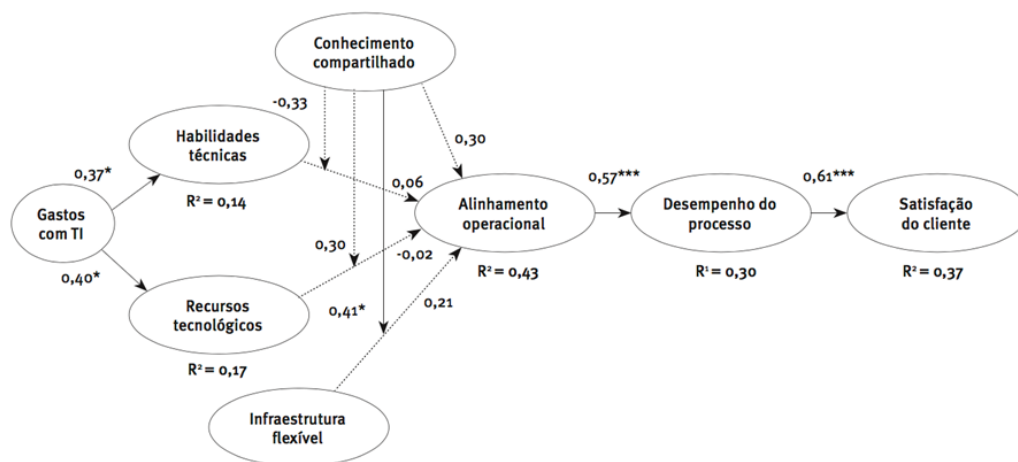 Conhecimento
compartilhado
-0,33
Habilidades
técnicas
0,30
0,37*
0,06
0,57***
0,61***
R² = 0,14
Gastos
com TI
Alinhamento
operacional
Desempenho do
processo
Satisfação
do cliente
0,30
-0,02
0,40*
R² = 0,43
R¹ = 0,30
R² = 0,37
Recursos
tecnológicos
0,41*
0,21
R² = 0,17
Infraestrutura
flexível